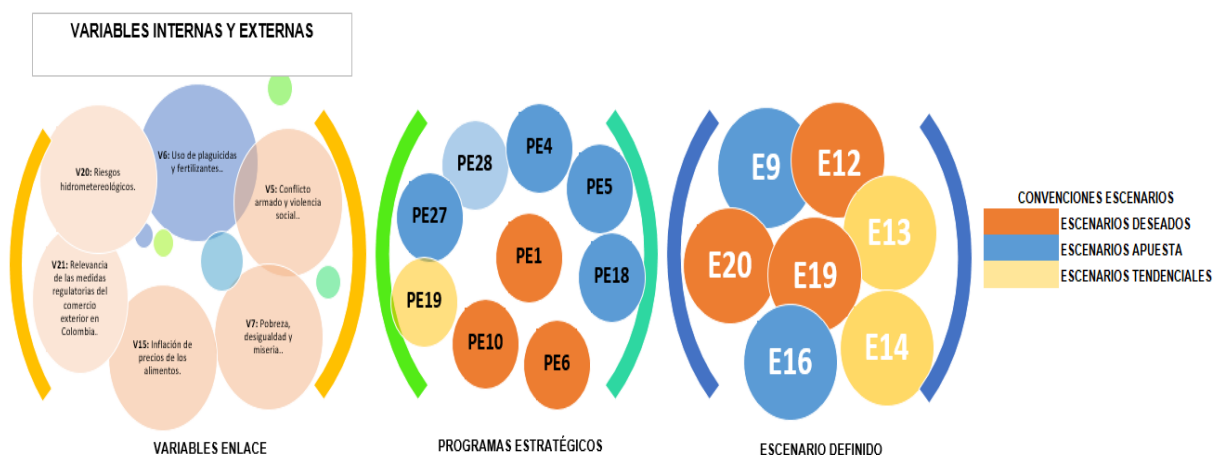 VARIABLES INTERNAS Y EXTERNAS
V20: Riesgos
hidrometereológicos.
V6: Uso de plaguicidas
y fertilizantes..
V5: Conflicto
armado y violencia
social..
V21: Relevancia
de las medidas
regulatorias del
comercio
exterior en
Colombia..
V15: Inflación de
precios de los
alimentos.
V7: Pobreza,
desigualdad y
miseria..
VARIABLES ENLACE
PE28
PE4
PE5
PE27
PE1
PE18
PE19
PE10
PE6
PROGRAMAS ESTRATÉGICOS
E9
E12
E13
E20
E19
E16
E14
ESCENARIO DEFINIDO
CONVENCIONES ESCENARIOS
ESCENARIOS DESEADOS
ESCENARIOS APUESTA
ESCENARIOS TENDENCIALES